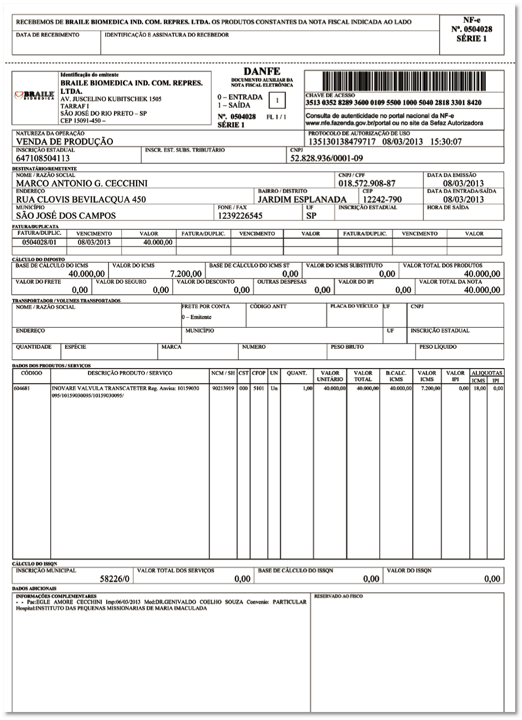 RECEBEMOS DE BRAILE BIOMEDICA IND. COM. REPRES. LTDA. OS PRODUTOS CONSTANTES DA NOTA FISCAL INDICADA AO LADO
NF-e
Nº. 0504028
SÉRIE 1
DATA DE RECEBIMENTO IDENTIFICAÇÃO E ASSINATURA DO RECEBEDOR
BRAILE
BIOMEDICA
Identificação do emitente
BRAILE BIOMEDICA IND. COM. REPRES.
LTDA.
AV. JUSCELINO KUBITSCHEK 1505
TARRAF I
SÃO JOSÉ DO RIO PRETO – SP
CEP 15091-450 –
DANFE
DOCUMENTO AUXILIAR DA
NOTA FISCAL ELETRÔNICA
0 – ENTRADA
1 – SAÍDA
1
Nº. 0504028 FL 1 / 1
SÉRIE 1
CHAVE DE ACESSO
3513 0352 8289 3600 0109 5500 1000 5040 2818 3301 8420
Consulta de autenticidade no portal nacional da NF-e
www.nfe.fazenda.gov.br/portal ou no site da Sefaz Autorizadora
NATUREZA DA OPERAÇÃO PROTOCOLO DE AUTORIZAÇÃO DE USO
VENDA DE PRODUÇÃO 135130138479717 08/03/2013 15:30:07
INSCRIÇÃO ESTADUAL INSCR. EST. SUBS. TRIBUTÁRIO CNPJ
647108504113 52.828.936/0001-09
DESTINATÁRIO/REMETENTE
NOME / RAZÃO SOCIAL CNPJ / CPF DATA DA EMISSÃO
MARCO ANTONIO G. CECCHINI 018.572.908-87 08/03/2013
ENDEREÇO BAIRRO / DISTRITO CEP DATA DA ENTRADA/SAÍDA
RUA CLOVIS BEVILACQUA 450 JARDIM ESPLANADA 12242-790 08/03/2013
MUNICÍPIO FONE / FAX UF INSCRIÇÃO ESTADUAL HORA DE SAÍDA
SÃO JOSÉ DOS CAMPOS 1239226545 SP
FATURA/DUPLICATA
FATURA/DUPLIC. VENCIMENTO VALOR FATURA/DUPLIC. VENCIMENTO VALOR FATURA/DUPLIC. VENCIMENTO VALOR
0504028/01 08/03/2013 40.000,00
CÁLCULO DO IMPOSTO
BASE DE CÁLCULO DO ICMS VALOR DO ICMS BASE DE CÁLCULO DO ICMS ST VALOR DO ICMS SUBSTITUTO VALOR TOTAL DOS PRODUTOS
40.000,00 7.200,00 0,00 0,00 40.000,00
VALOR DO FRETE VALOR DO SEGURO VALOR DO DESCONTO OUTRAS DESPESAS VALOR DO IPI VALOR TOTAL DA NOTA
0,00 0,00 0,00 0,00 0,00 40.000,00
TRANSPORTADOR / VOLUMES TRANSPORTADOS
NOME / RAZÃO SOCIAL FRETE POR CONTA CÓDIGO ANTT PLACA DO VEÍCULO UF CNPJ
0 – Emitente
ENDEREÇO MUNICÍPIO UF INSCRIÇÃO ESTADUAL
QUANTIDADE ESPÉCIE MARCA NUMERO PESO BRUTO PESO LÍQUIDO
DADOS DOS PRODUTOS / SERVIÇOS
CÓDIGO DESCRIÇÃO PRODUTO / SERVIÇO NCM / SH CST CFOP UN QUANT. VALOR UNITÁRIO VALOR TOTAL B.CALC. ICMS VALOR ICMS VALOR IPI ALIQUOTAS ICMS IPI
604681 INOVARE VALVULA TRANSCATETER Reg. Anvisa: 10159030 90213919 000 5101 Un 1,00 40.000,00 40.000,00 40.000,00 7.200,00 0,00 18,00 0,00
095/10159030095/10159030095/
CÁLCULO DO ISSQN
INSCRIÇÃO MUNICIPAL VALOR TOTAL DOS SERVIÇOS BASE DE CÁLCULO DO ISSQN VALOR DO ISSQN
58226/0 0,00 0,00 0,00
DADOS ADICIONAIS
INFORMAÇÕES COMPLEMENTARES RESERVADO AO FISCO
- - Pac:EGLE AMORE CECCHINI Imp:06/03/2013 Med:DR.GENIVALDO COELHO SOUZA Convenio: PARTICULAR
Hospital:INSTITUTO DAS PEQUENAS MISSIONARIAS DE MARIA IMACULADA